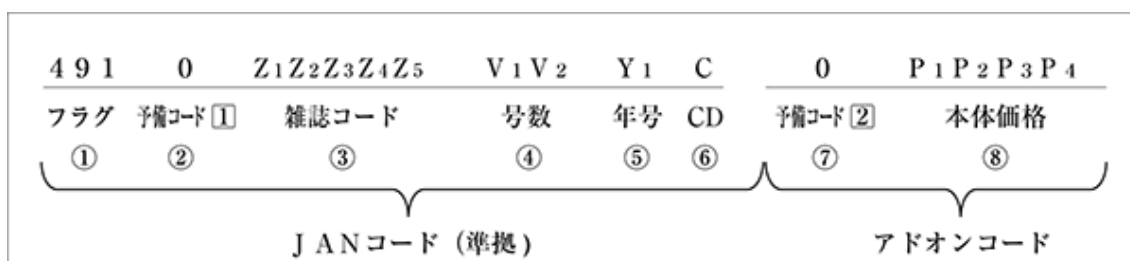 491 0 Z1Z2Z3Z4Z5 V1V2 Y1 C 0 P1P2P3P4
フラグ 予備コード1 雑誌コード 号数 年号 CD 予備コード2 本体価格
① ② ③ ④ ⑤ ⑥ ⑦ ⑧
JANコード(準拠) アドオンコード